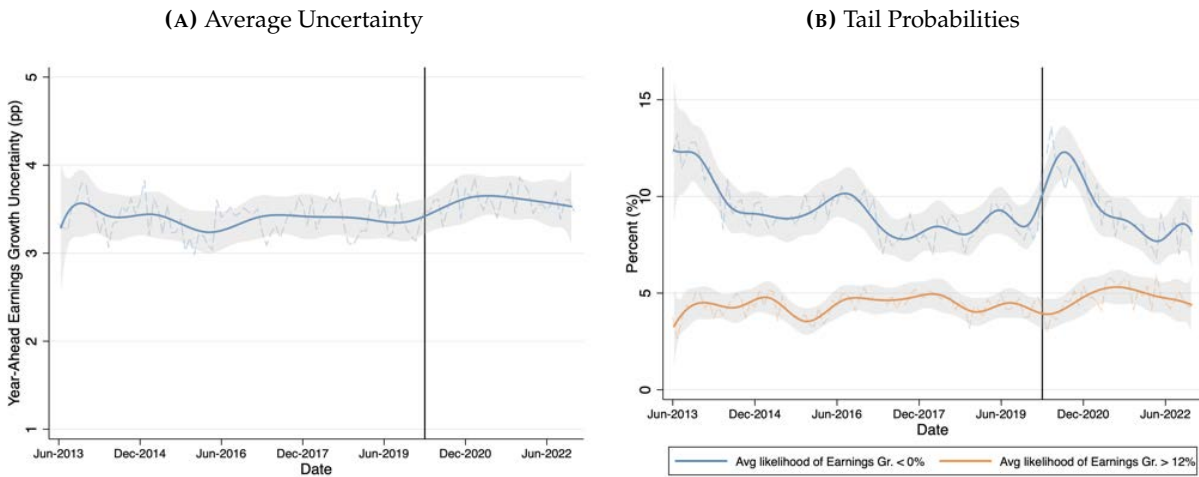 (A) Average Uncertainty
Year-Ahead Earnings Growth Uncertainty (pp)
5
4
3
2
1
Jun-2013 Dec-2014 Jun-2016 Dec-2017 Jun-2019 Dec-2020 Jun-2022
Date
(B) Tail Probabilities
Percent (%)
15
10
5
0
Jun-2013 Dec-2014 Jun-2016 Dec-2017 Jun-2019 Dec-2020 Jun-2022
Date
Avg likelihood of Earnings Gr. < 0% Avg likelihood of Earnings Gr. > 12%